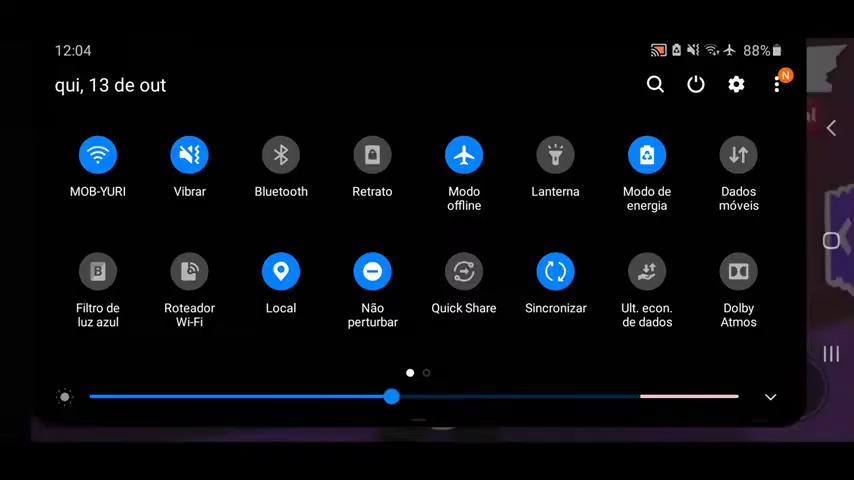 12:04
88%
qui, 13 de out
N
MOB-YURI
Vibrar
Bluetooth
Retrato
Modo
offline
Lanterna
Modo de
energia
Dados
móveis
Filtro de
luz azul
Roteador
Wi-Fi
Local
Não
perturbar
Quick Share
Sincronizar
Ult. econ.
de dados
Dolby
Atmos